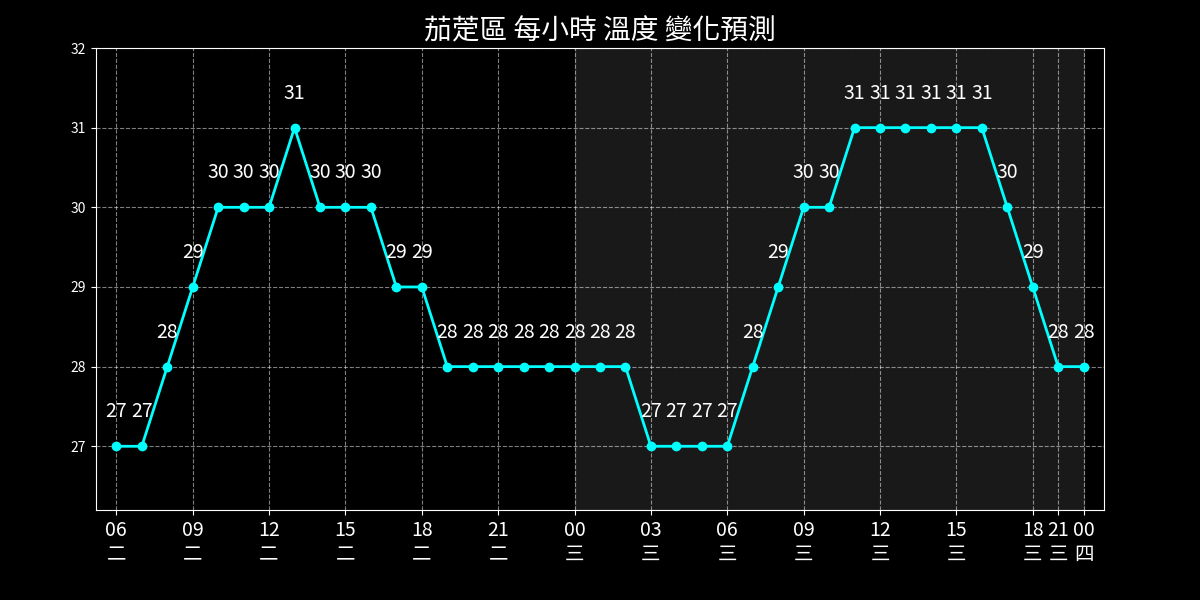 茄萣區 每小時 溫度 變化預測
32
31
31 31 31 31 31 31 31
30 30 30 30 30 30 30 30 30
30
29 29 29 29 29
29
28 28 28 28 28 28 28 28 28 28 28 28
28
27 27 27 27 27 27
27
06 09 12 15 18 21 00 03 06 09 12 15 18 21 00
二 二 二 二 二 二 三 三 三 三 三 三 三 三 四